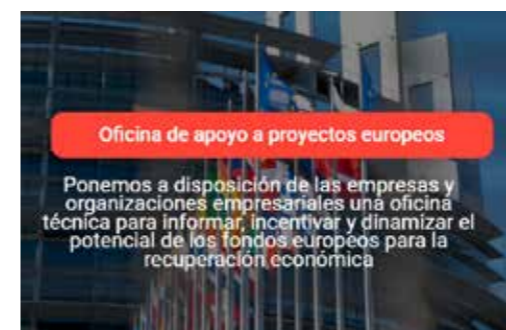 Oficina de apoyo a proyectos europeos
Ponemos a disposición de las empresas y
organizaciones empresariales una oficina
técnica para informar, incentivar y dinamizar el
potencial de los fondos europeos para la
recuperación económica